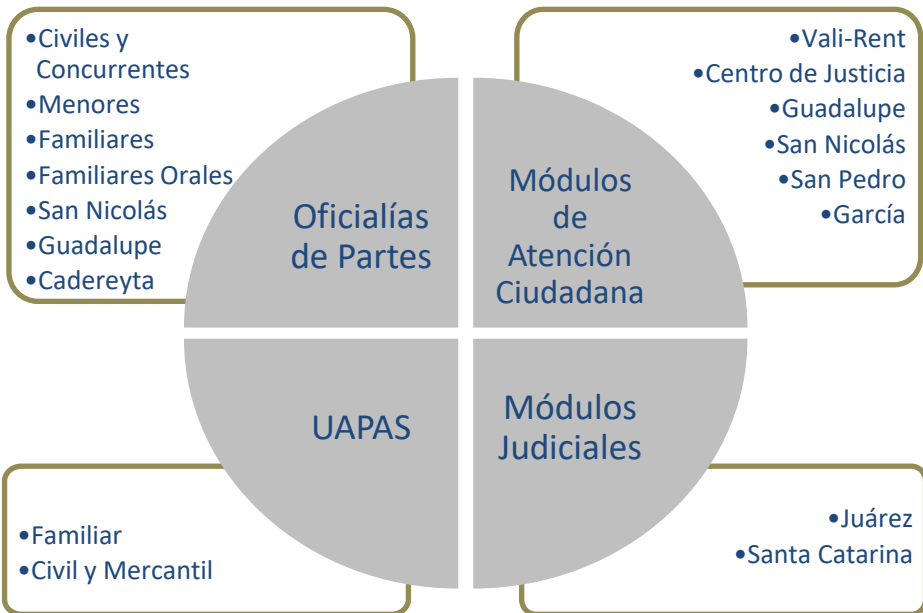 •Civiles y
Concurrentes
•Menores
•Familiares
•Familiares Orales
•San Nicolás
•Guadalupe
•Cadereyta
•Vali-Rent
•Centro de Justicia
•Guadalupe
•San Nicolás
•San Pedro
•García
Oficialías
de Partes
Módulos
de
Atención
Ciudadana
UAPAS
Módulos
Judiciales
•Familiar
•Civil y Mercantil
•Juárez
•Santa Catarina